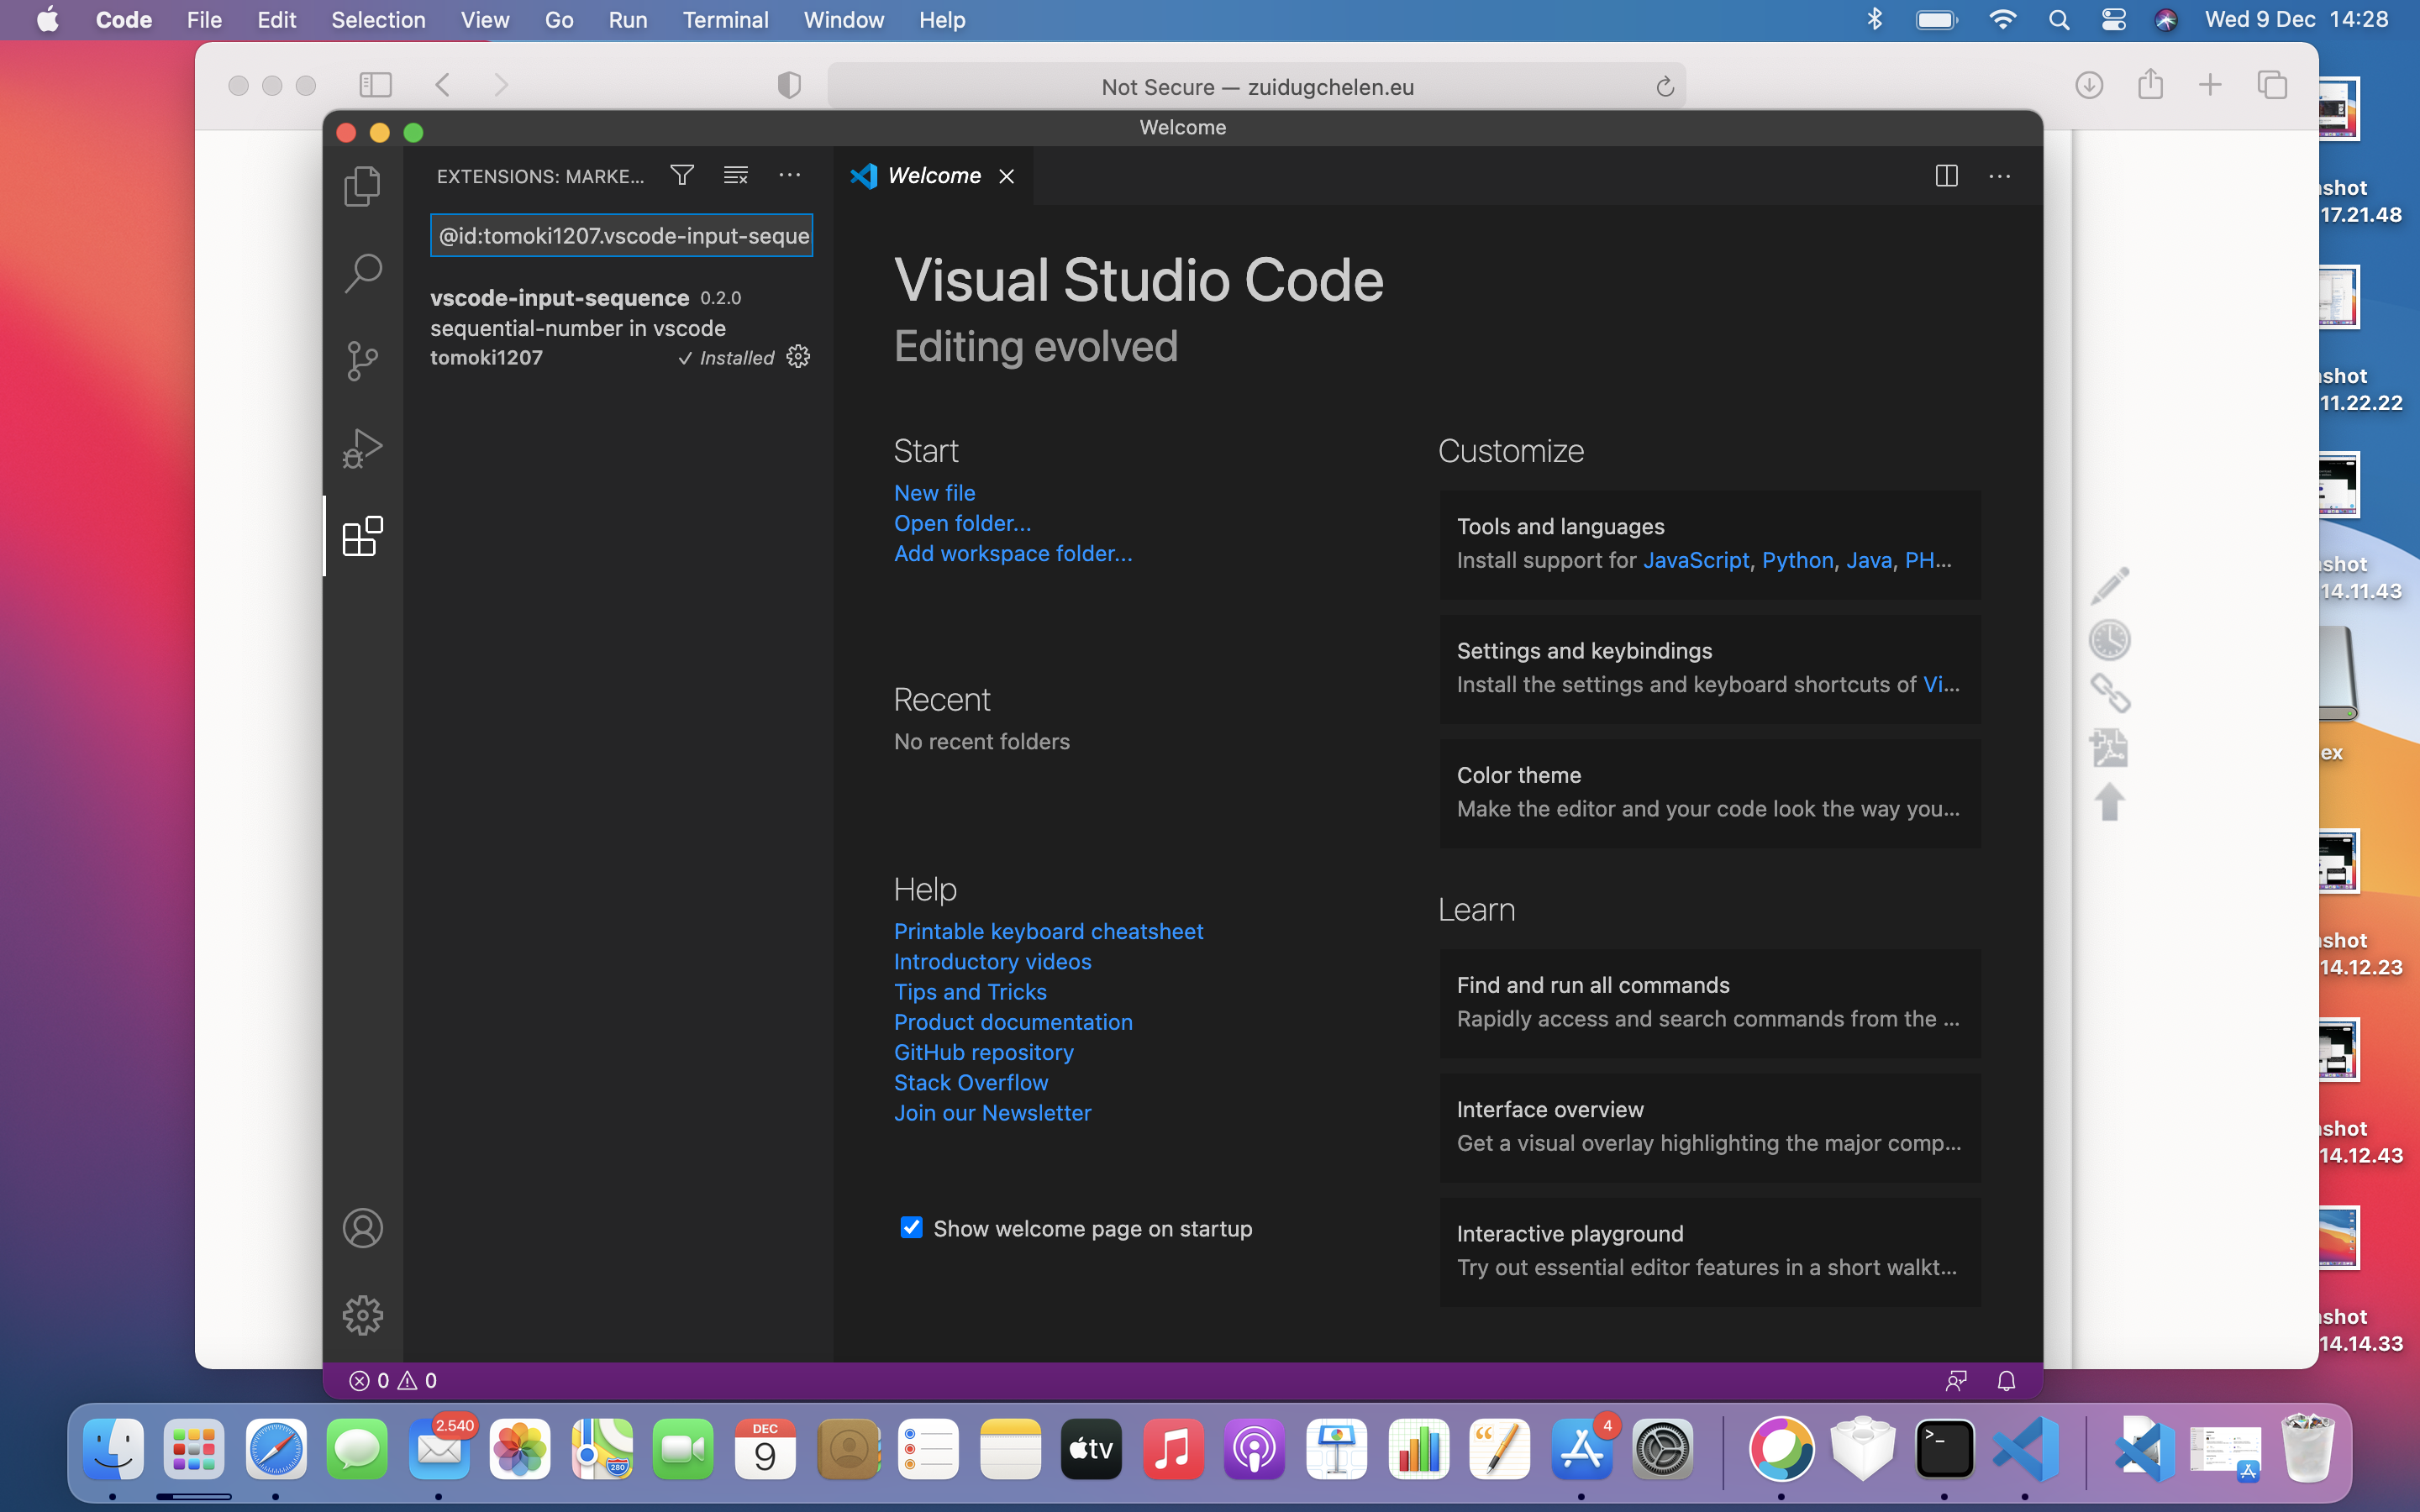 Code File Edit Selection View Go Run Terminal Window Help Wed 9 Dec 14:28
Not Secure — zuidugchelen.eu
Welcome
EXTENSIONS: MARKE...
@id:tomoki1207.vscode-input-seque
vscode-input-sequence 0.2.0
sequential-number in vscode
tomoki1207 ✓ Installed
Welcome
Visual Studio Code
Editing evolved
Start
New file
Open folder...
Add workspace folder...
Recent
No recent folders
Help
Printable keyboard cheatsheet
Introductory videos
Tips and Tricks
Product documentation
GitHub repository
Stack Overflow
Join our Newsletter
Show welcome page on startup
Customize
Tools and languages
Install support for JavaScript, Python, Java, PH...
Settings and keybindings
Install the settings and keyboard shortcuts of Vi...
Color theme
Make the editor and your code look the way you...
Learn
Find and run all commands
Rapidly access and search commands from the ...
Interface overview
Get a visual overlay highlighting the major comp...
Interactive playground
Try out essential editor features in a short walkt...
0 0
shot
17.21.48
shot
11.22.22
shot
14.11.43
ex
shot
14.12.23
shot
14.12.43
shot
14.14.33
2.540
280
DEC
9
tv
4
>_